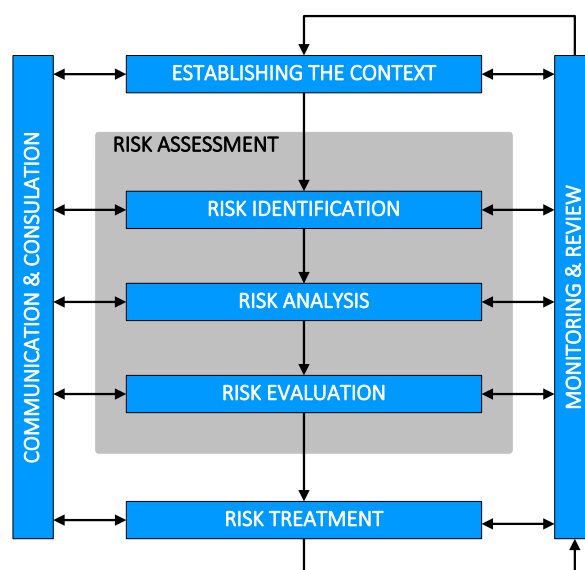 ESTABLISHING THE CONTEXT
RISK ASSESSMENT
RISK IDENTIFICATION
RISK ANALYSIS
RISK EVALUATION
RISK TREATMENT
COMMUNICATION & CONSULATION
MONITORING & REVIEW